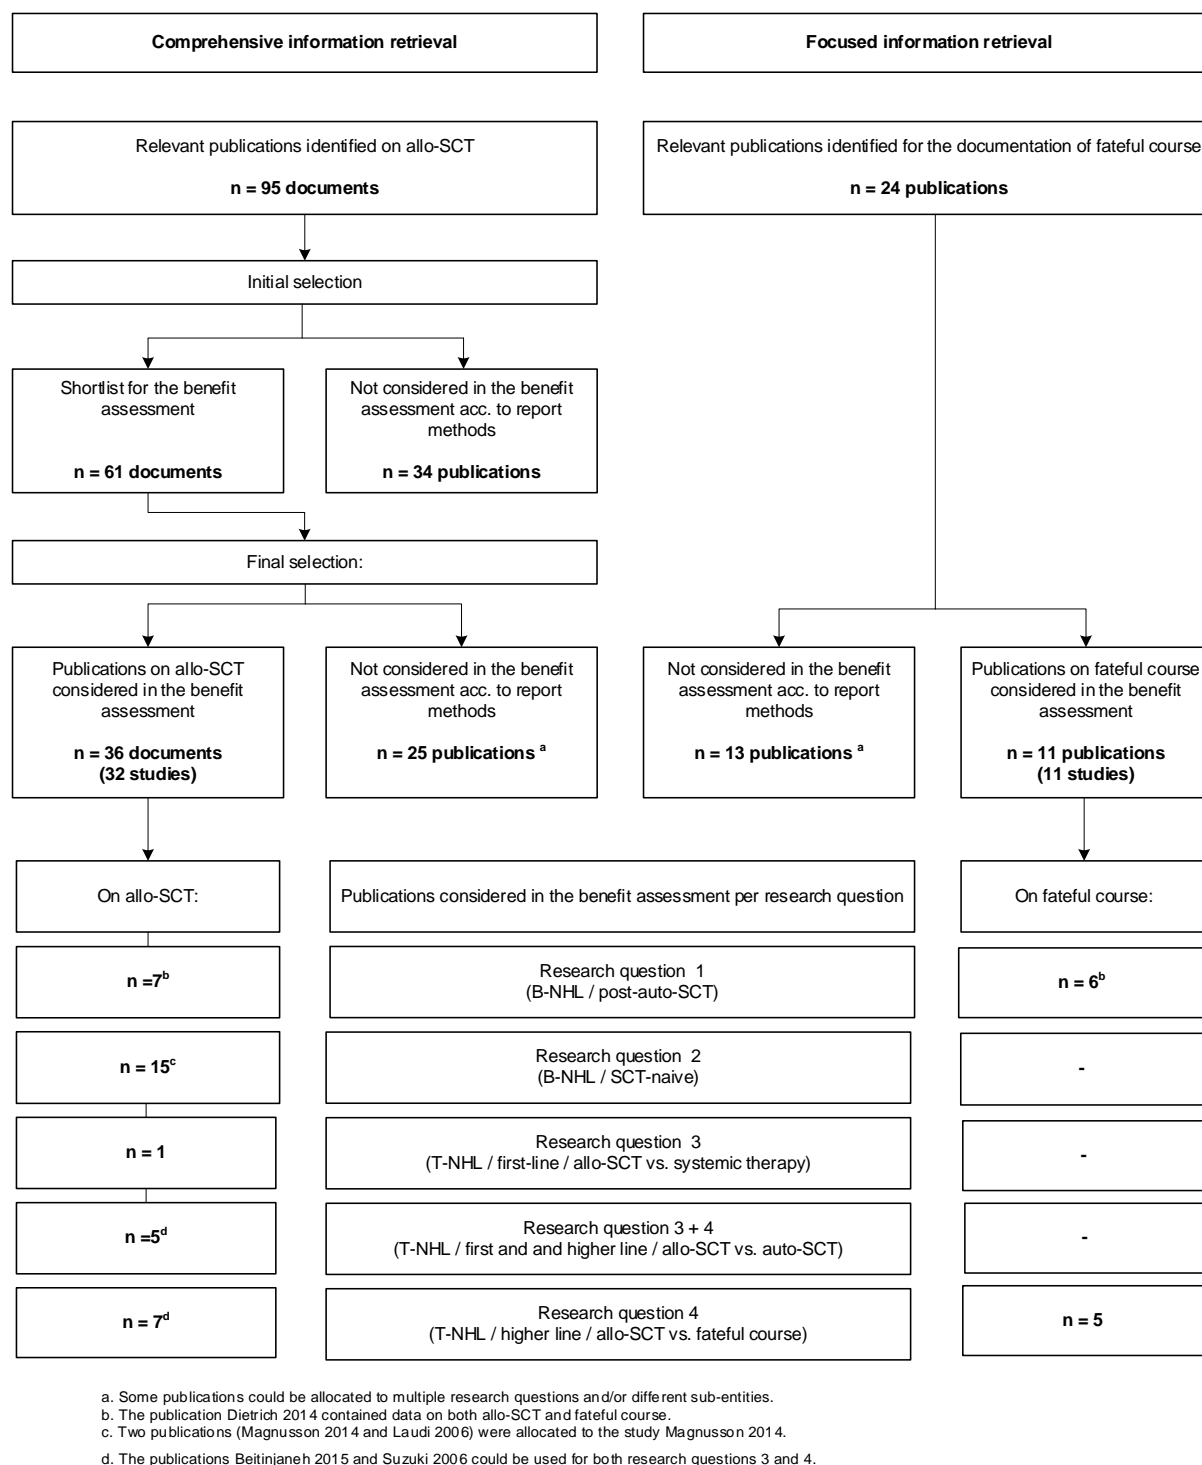 Comprehensive information retrieval
Focused information retrieval
Relevant publications identified on allo-SCT
n = 95 documents
Relevant publications identified for the documentation of fateful course
n = 24 publications
Initial selection
Shortlist for the benefit
assessment
n = 61 documents
Not considered in the benefit
assessment acc. to report
methods
n = 34 publications
Final selection:
Publications on allo-SCT
considered in the benefit
assessment
n = 36 documents
(32 studies)
Not considered in the benefit
assessment acc. to report
methods
n = 25 publications a
Not considered in the benefit
assessment acc. to report
methods
n = 13 publications a
Publications on fateful course
considered in the benefit
assessment
n = 11 publications
(11 studies)
On allo-SCT:
Publications considered in the benefit assessment per research question
On fateful course:
n =7b
Research question 1
(B-NHL / post-auto-SCT)
n = 6b
n = 15c
Research question 2
(B-NHL / SCT-naive)
-
n = 1
Research question 3
(T-NHL / first-line / allo-SCT vs. systemic therapy)
-
n =5d
Research question 3 + 4
(T-NHL / first and and higher line / allo-SCT vs. auto-SCT)
-
n = 7d
Research question 4
(T-NHL / higher line / allo-SCT vs. fateful course)
n = 5
a. Some publications could be allocated to multiple research questions and/or different sub-entities.
b. The publication Dietrich 2014 contained data on both allo-SCT and fateful course.
c. Two publications (Magnusson 2014 and Laudi 2006) were allocated to the study Magnusson 2014.
d. The publications Beitinjaneh 2015 and Suzuki 2006 could be used for both research questions 3 and 4.